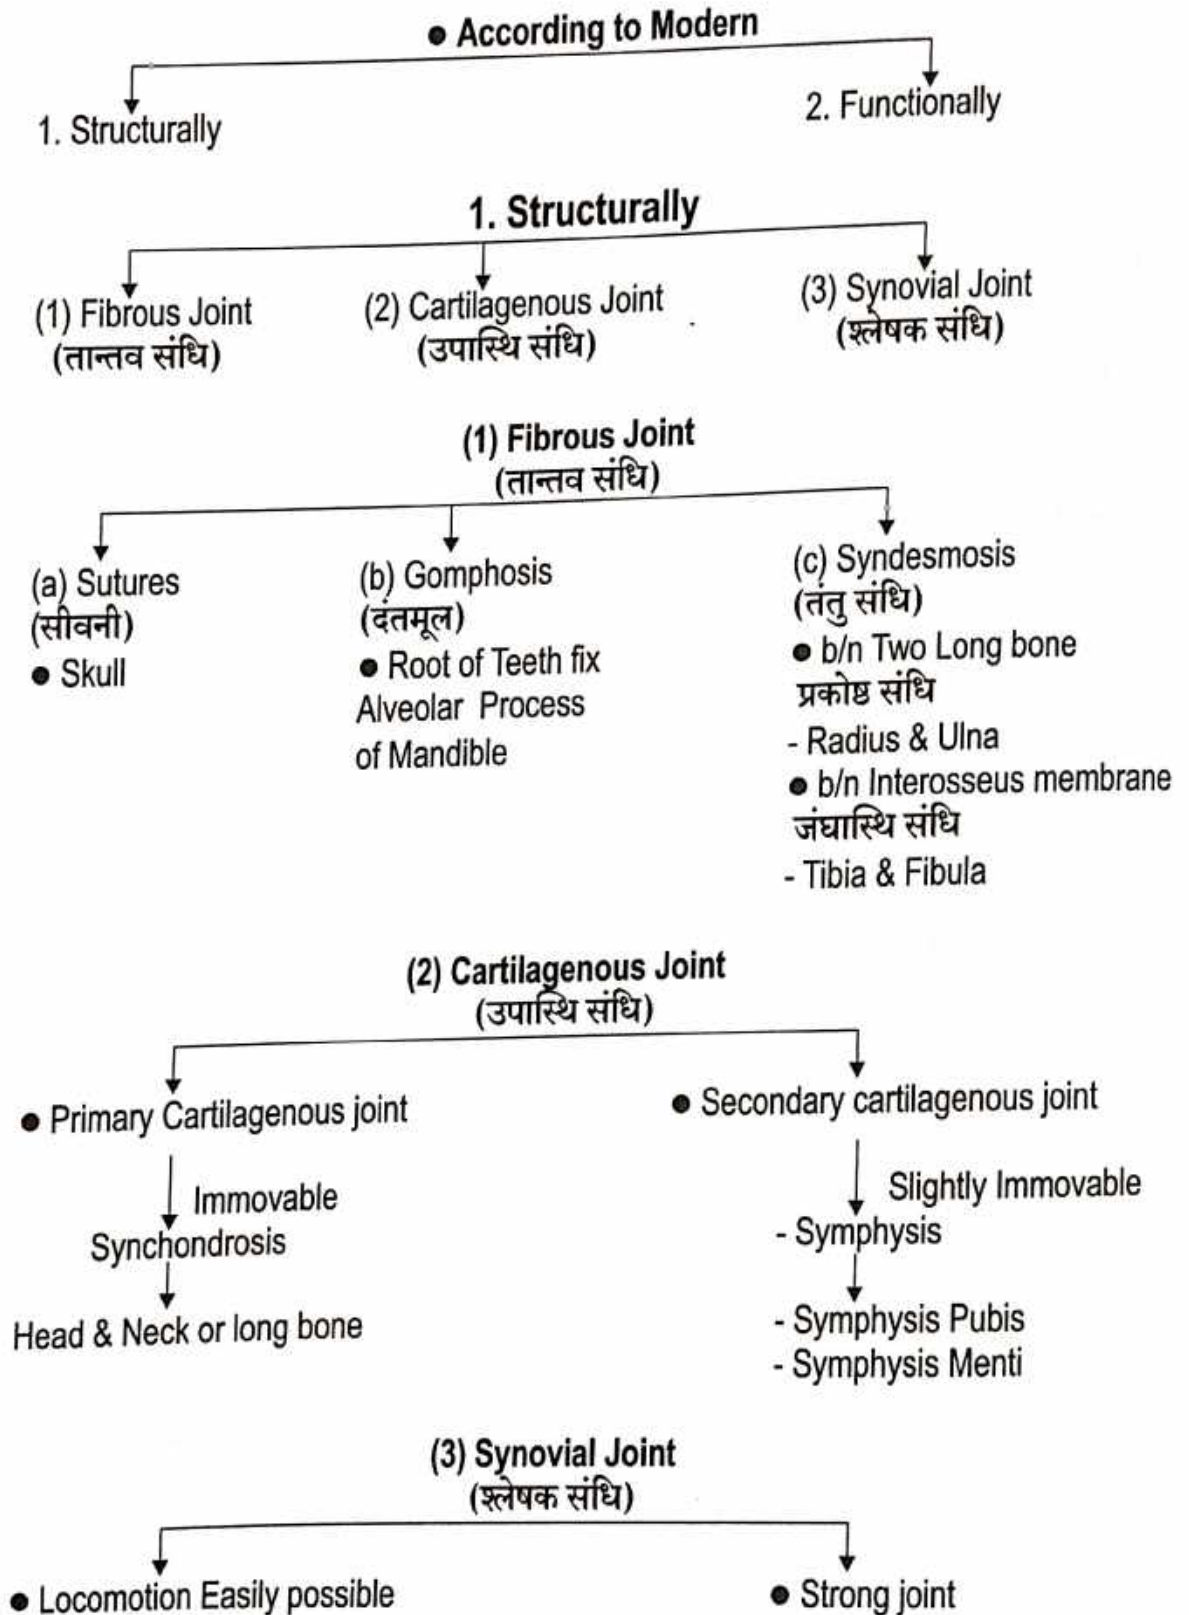 ● According to Modern
1. Structurally
2. Functionally
1. Structurally
(1) Fibrous Joint
(तान्तव संधि)
(2) Cartilagenous Joint
(उपास्थि संधि)
(3) Synovial Joint
(श्लेषक संधि)
(1) Fibrous Joint
(तान्तव संधि)
(a) Sutures
(सीवनी)
● Skull
(b) Gomphosis
(दंतमूल)
● Root of Teeth fix
Alveolar Process
of Mandible
(c) Syndesmosis
(तंतु संधि)
● b/n Two Long bone
प्रकोष्ठ संधि
- Radius & Ulna
● b/n Interosseus membrane
जंघास्थि संधि
- Tibia & Fibula
(2) Cartilagenous Joint
(उपास्थि संधि)
● Primary Cartilagenous joint
Immovable
Synchondrosis
Head & Neck or long bone
● Secondary cartilagenous joint
Slightly Immovable
- Symphysis
- Symphysis Pubis
- Symphysis Menti
(3) Synovial Joint
(श्लेषक संधि)
● Locomotion Easily possible
● Strong joint